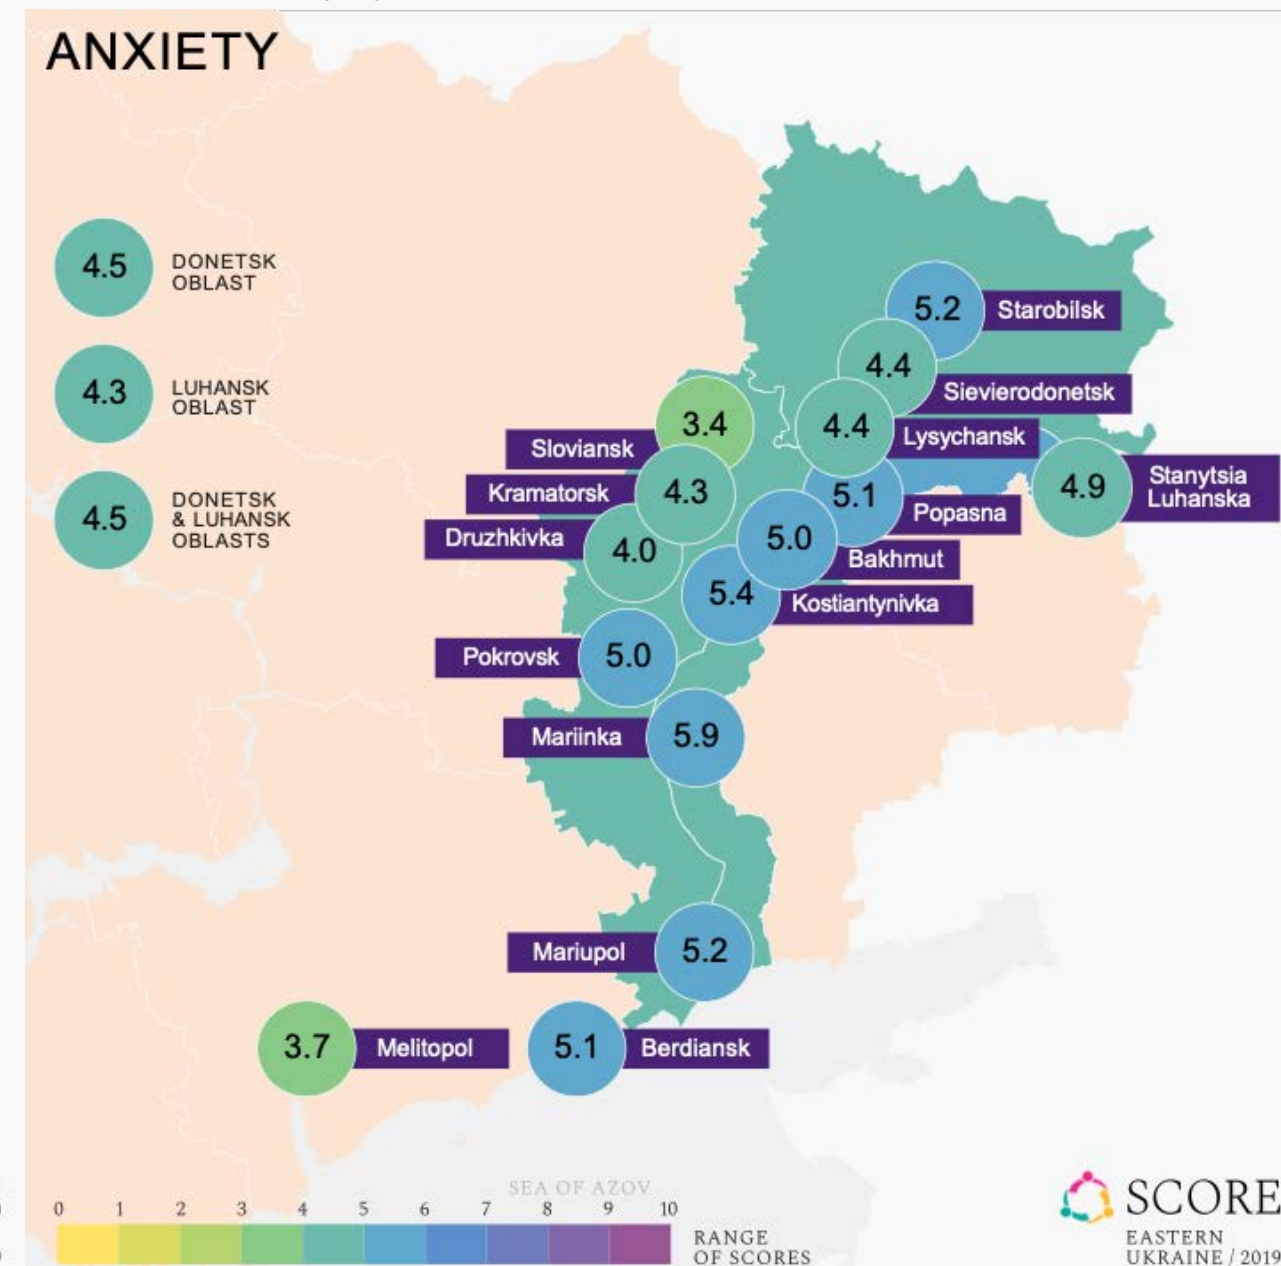 ANXIETY
4.5
DONETSK
OBLAST
4.3
LUHANSK
OBLAST
4.5
DONETSK
& LUHANSK
OBLASTS
5.2
Starobilsk
4.4
Sievierodonetsk
4.4
Lysychansk
3.4
Sloviansk
4.3
Kramatorsk
4.0
Druzhkivka
5.1
Popasna
4.9
Stanytsia
Luhanska
5.0
Bakhmut
5.4
Kostiantynivka
5.0
Pokrovsk
5.9
Mariinka
5.2
Mariupol
3.7
Melitopol
5.1
Berdiansk
SEA OF AZOV
0 1 2 3 4 5 6 7 8 9 10
RANGE
OF SCORES
SCORE
EASTERN
UKRAINE / 2019